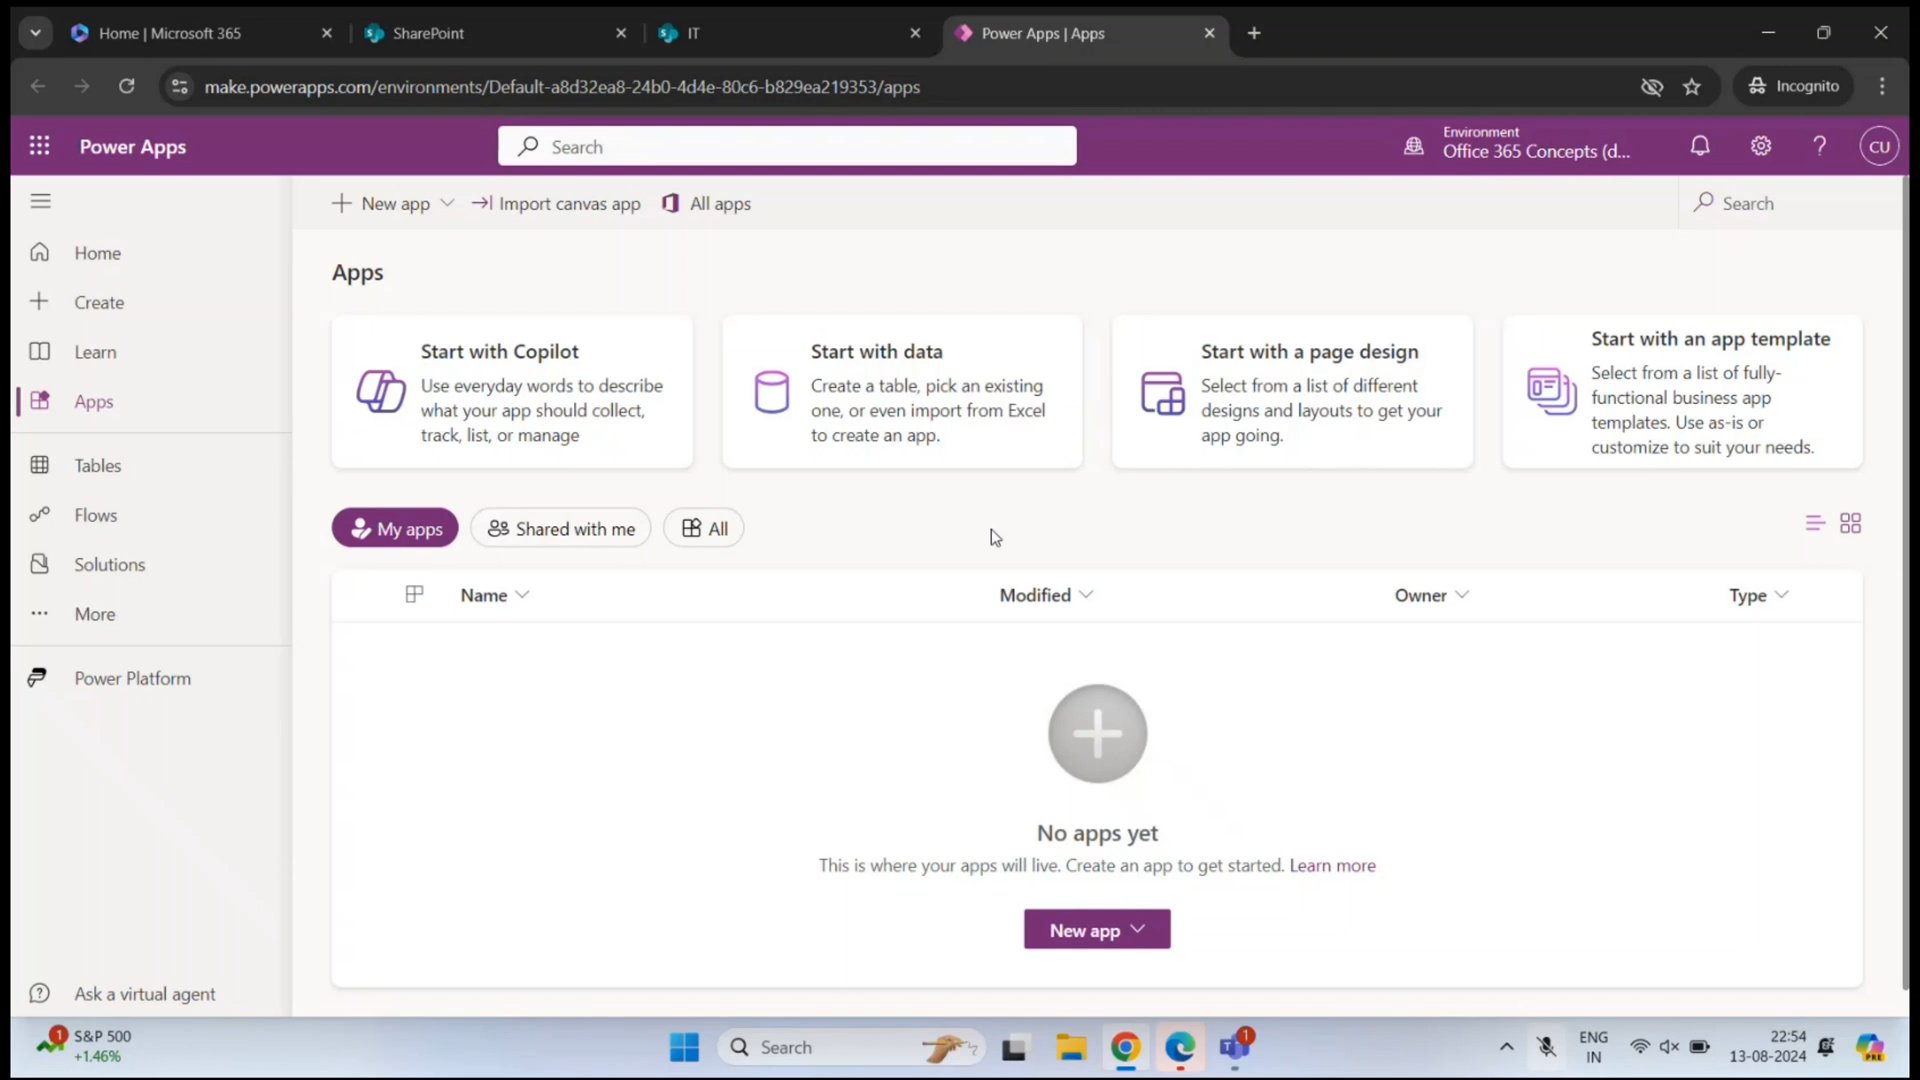 Home | Microsoft 365
SharePoint
IT
Power Apps | Apps
make.powerapps.com/environments/Default-a8d32ea8-24b0-4d4e-80c6-b829ea219353/apps
Incognito
Power Apps
Search
Environment
Office 365 Concepts (d...
CU
New app
Import canvas app
All apps
Search
Home
Create
Learn
Apps
Tables
Flows
Solutions
More
Power Platform
Ask a virtual agent
Apps
Start with Copilot
Use everyday words to describe
what your app should collect,
track, list, or manage
Start with data
Create a table, pick an existing
one, or even import from Excel
to create an app.
Start with a page design
Select from a list of different
designs and layouts to get your
app going.
Start with an app template
Select from a list of fully-
functional business app
templates. Use as-is or
customize to suit your needs.
My apps
Shared with me
All
Name
Modified
Owner
Type
No apps yet
This is where your apps will live. Create an app to get started. Learn more
New app
1
S&P 500
+1.46%
Search
1
ENG
IN
22:54
13-08-2024
PRE